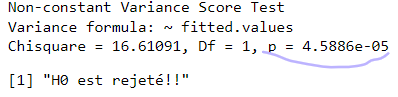 Non-constant Variance Score Test
Variance formula: ~ fitted.values
Chisquare = 16.61091, Df = 1, p = 4.5886e-05
[1] "H0 est rejeté!!"